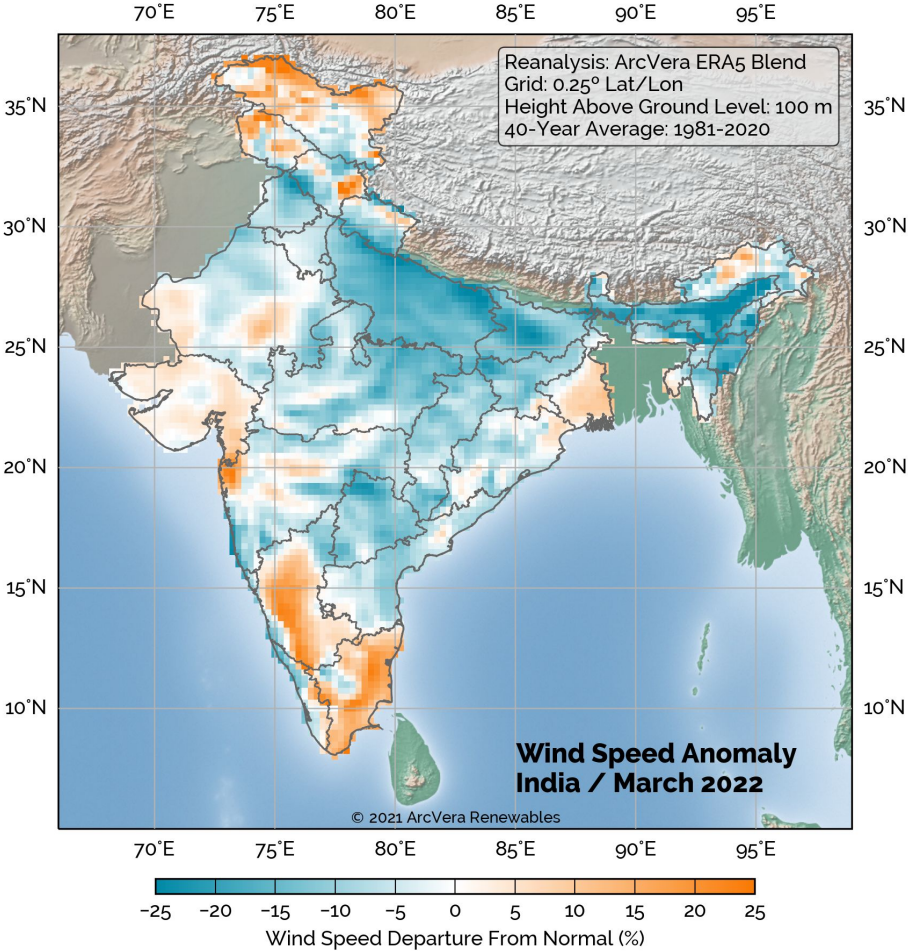 70°E 75°E 80°E 85°E 90°E 95°E
Reanalysis: ArcVera ERA5 Blend
Grid: 0.25º Lat/Lon
Height Above Ground Level: 100 m
40-Year Average: 1981-2020
35°N 35°N
30°N 30°N
25°N 25°N
20°N 20°N
15°N 15°N
10°N 10°N
Wind Speed Anomaly
India / March 2022
© 2021 ArcVera Renewables
70°E 75°E 80°E 85°E 90°E 95°E
−25 −20 −15 −10 −5 0 5 10 15 20 25
Wind Speed Departure From Normal (%)